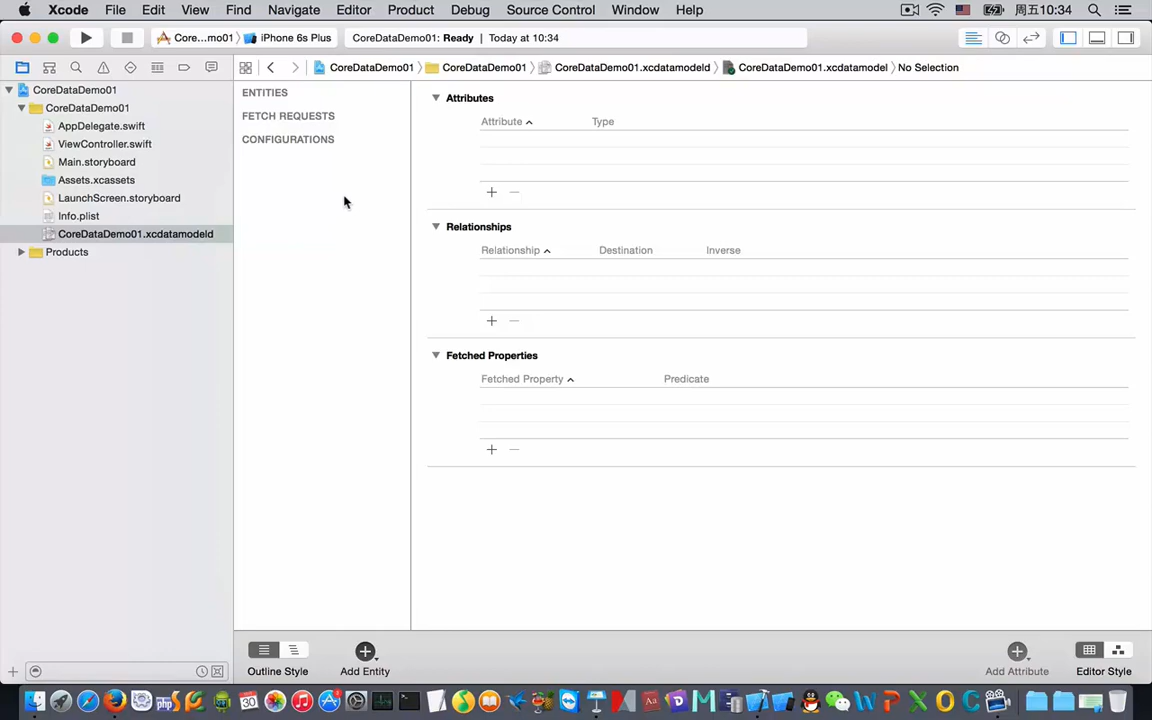 Xcode File Edit View Find Navigate Editor Product Debug Source Control Window Help 周五10:34
Core...mo01 iPhone 6s Plus CoreDataDemo01: Ready Today at 10:34
CoreDataDemo01 CoreDataDemo01 CoreDataDemo01.xcdatamodeld CoreDataDemo01.xcdatamodel No Selection
CoreDataDemo01
CoreDataDemo01
AppDelegate.swift
ViewController.swift
Main.storyboard
Assets.xcassets
LaunchScreen.storyboard
Info.plist
CoreDataDemo01.xcdatamodeld
Products
ENTITIES
FETCH REQUESTS
CONFIGURATIONS
Attributes
Attribute Type
Relationships
Relationship Destination Inverse
Fetched Properties
Fetched Property Predicate
Outline Style Add Entity Add Attribute Editor Style